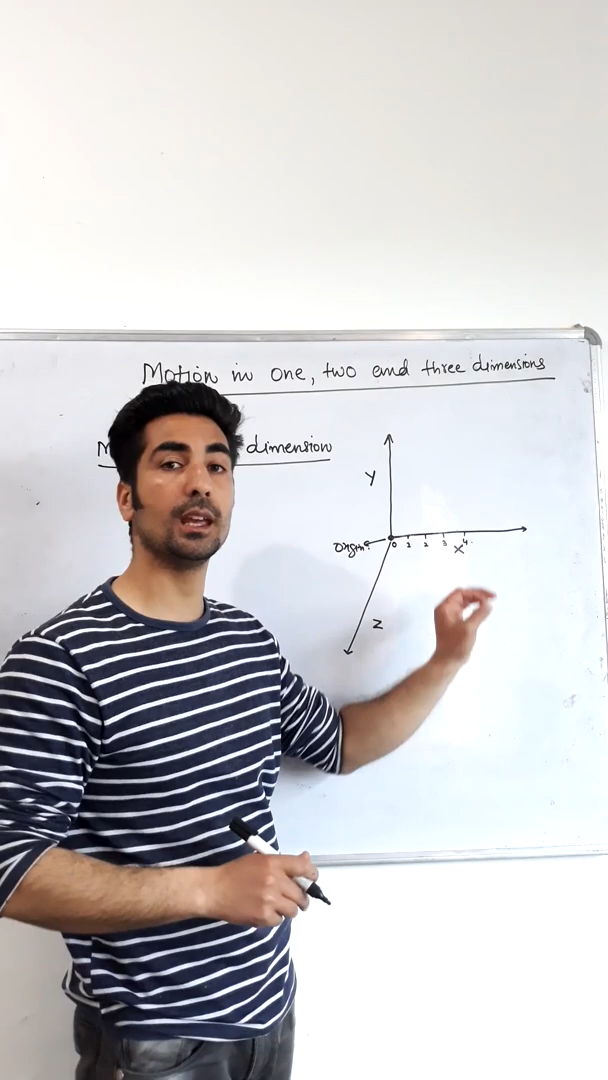 Motion in one, two and three dimensions
M dimension
Y
Origin
0 1 2 3 4
X
Z